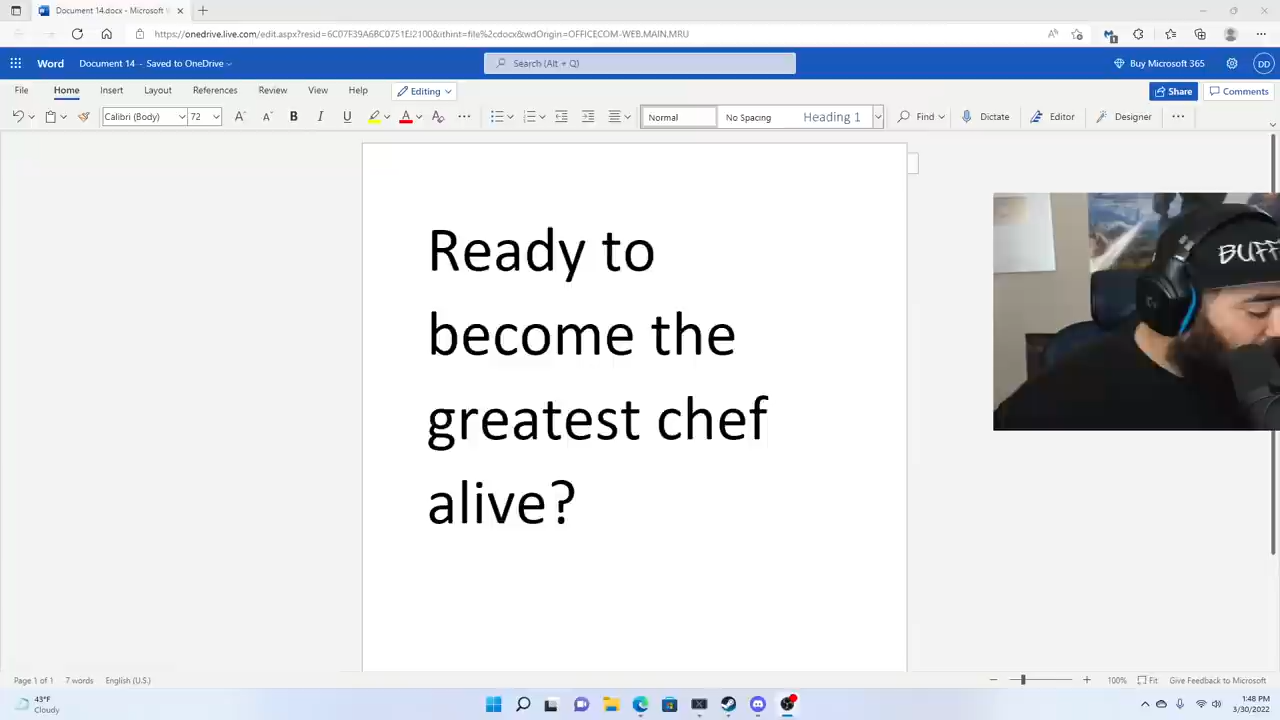 Document 14.docx - Microsoft
https://onedrive.live.com/edit.aspx?resid=6C07F39A6BC0751E!2100&ithint=file%2cdocx&wdOrigin=OFFICECOM-WEB.MAIN.MRU
Word Document 14 - Saved to OneDrive Search (Alt + Q) Buy Microsoft 365 DD
File Home Insert Layout References Review View Help Editing Share Comments
Calibri (Body) 72 B I U A Normal No Spacing Heading 1 Find Dictate Editor Designer
Ready to
become the
greatest chef
alive?
BUFF
Page 1 of 1 7 words English (U.S.) 100% Fit Give Feedback to Microsoft
43°F 1:48 PM
Cloudy 3/30/2022